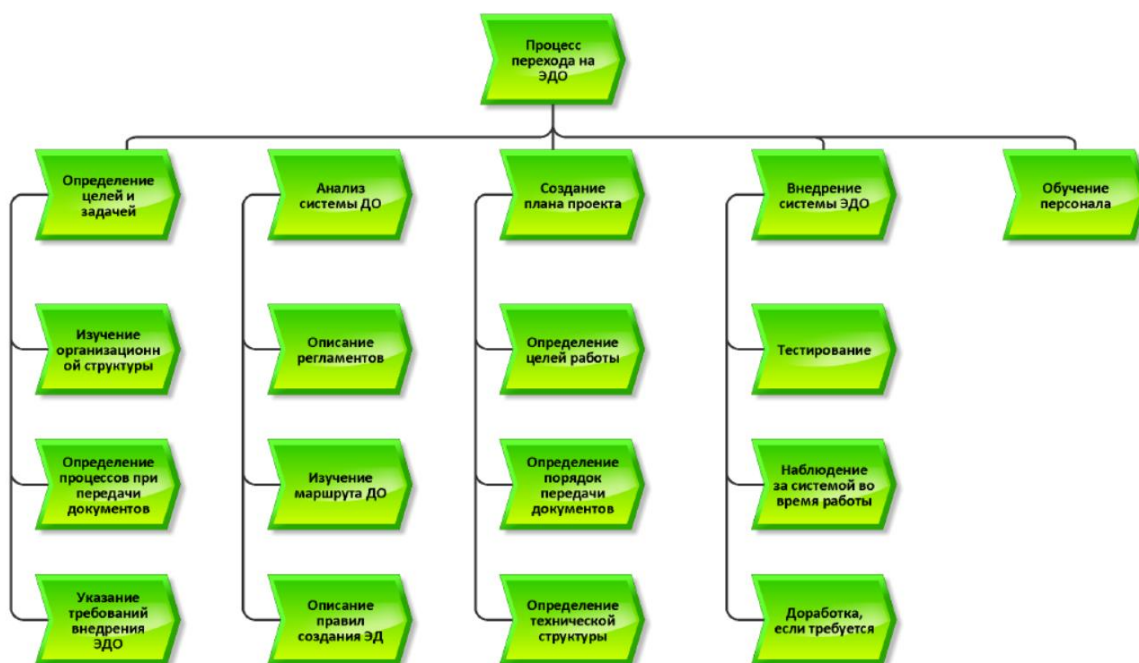 Процесс
перехода на
ЭДО
Определение
целей и
задачей
Анализ
системы ДО
Создание
плана проекта
Внедрение
системы ЭДО
Обучение
персонала
Изучение
организационн
ой структуры
Описание
регламентов
Определение
целей работы
Тестирование
Определение
процессов при
передачи
документов
Изучение
маршрута ДО
Определение
порядок
передачи
документов
Наблюдение
за системой во
время работы
Указание
требований
внедрения
ЭДО
Описание
правил
создания ЭД
Определение
технической
структуры
Доработка,
если требуется